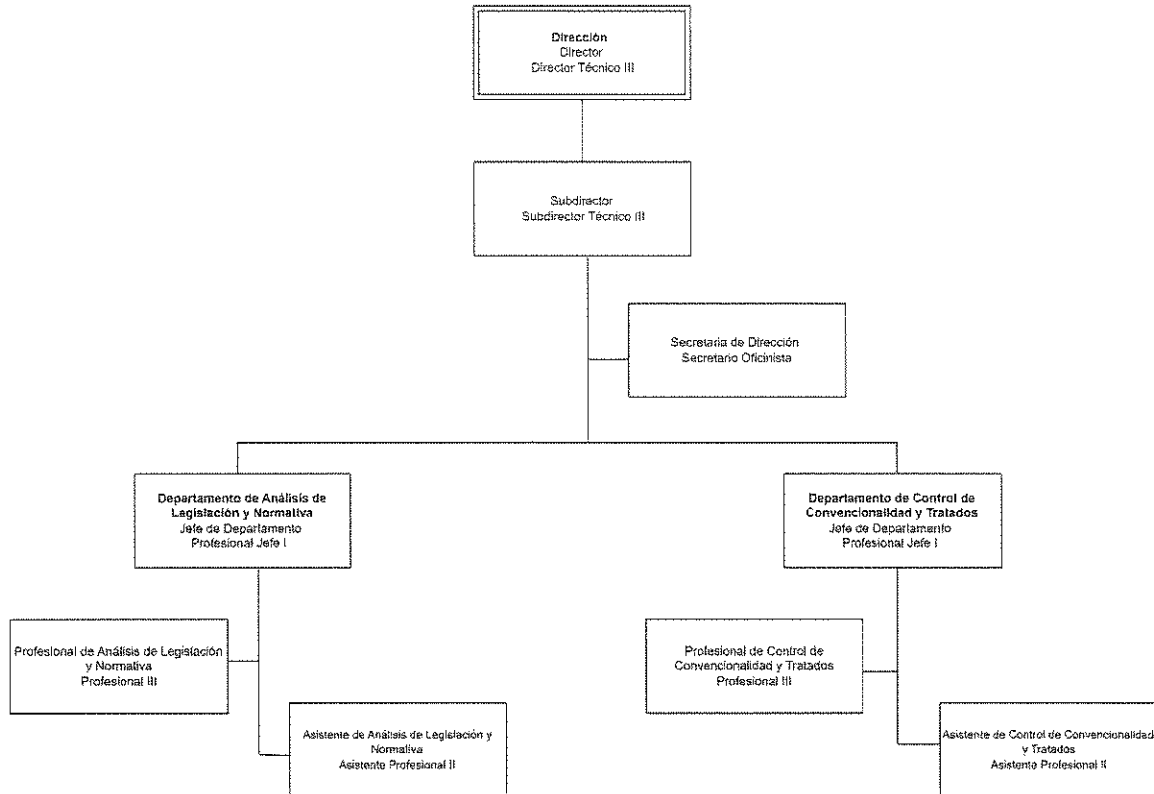 Dirección
Director
Director Técnico III
Subdirector
Subdirector Técnico III
Secretaria de Dirección
Secretario Oficinista
Departamento de Análisis de
Legislación y Normativa
Jefe de Departamento
Profesional Jefe I
Departamento de Control de
Convencionalidad y Tratados
Jefe de Departamento
Profesional Jefe I
Profesional de Análisis de Legislación
y Normativa
Profesional III
Profesional de Control de
Convencionalidad y Tratados
Profesional III
Asistente de Análisis de Legislación y
Normativa
Asistente Profesional II
Asistente de Control de Convencionalidad
y Tratados
Asistente Profesional II